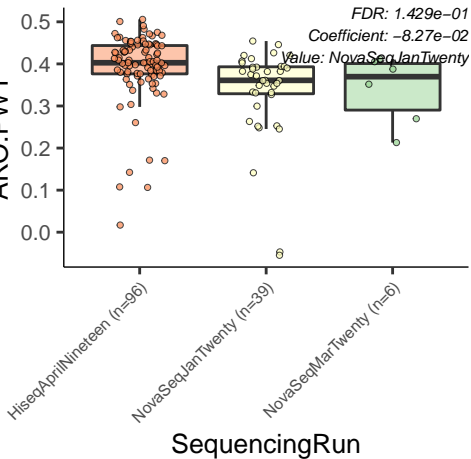 FDR: 1.429e−01
Coefficient: −8.27e−02
Value: NovaSeqJanTwenty
0.5
0.4
0.3
0.2
0.1
0.0
HiseqAprilNineteen (n=96)
NovaSeqJanTwenty (n=39)
NovaSeqMarTwenty (n=6)
SequencingRun